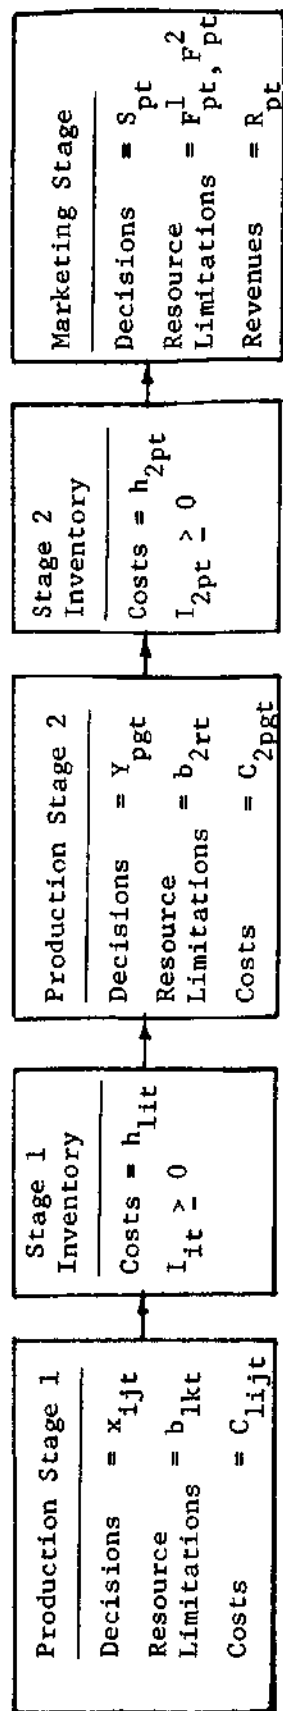 Production Stage 1
Decisions = x_ijt
Resource
Limitations = b_1kt
Costs = C_1ijt
Stage 1
Inventory
Costs = h_1it
I_it ≥ 0
Production Stage 2
Decisions = Y_pgt
Resource
Limitations = b_2rt
Costs = C_2pgt
Stage 2
Inventory
Costs = h_2pt
I_2pt ≥ 0
Marketing Stage
Decisions = S_pt
Resource
Limitations = F^1_pt, F^2_pt
Revenues = R_pt